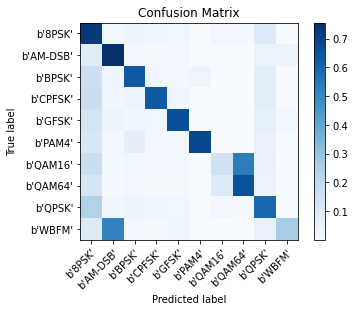 Confusion Matrix
True label
b'8PSK'
b'AM-DSB'
b'BPSK'
b'CPFSK'
b'GFSK'
b'PAM4'
b'QAM16'
b'QAM64'
b'QPSK'
b'WBFM'
b'8PSK'
b'AM-DSB'
b'BPSK'
b'CPFSK'
b'GFSK'
b'PAM4'
b'QAM16'
b'QAM64'
b'QPSK'
b'WBFM'
Predicted label
0.7
0.6
0.5
0.4
0.3
0.2
0.1